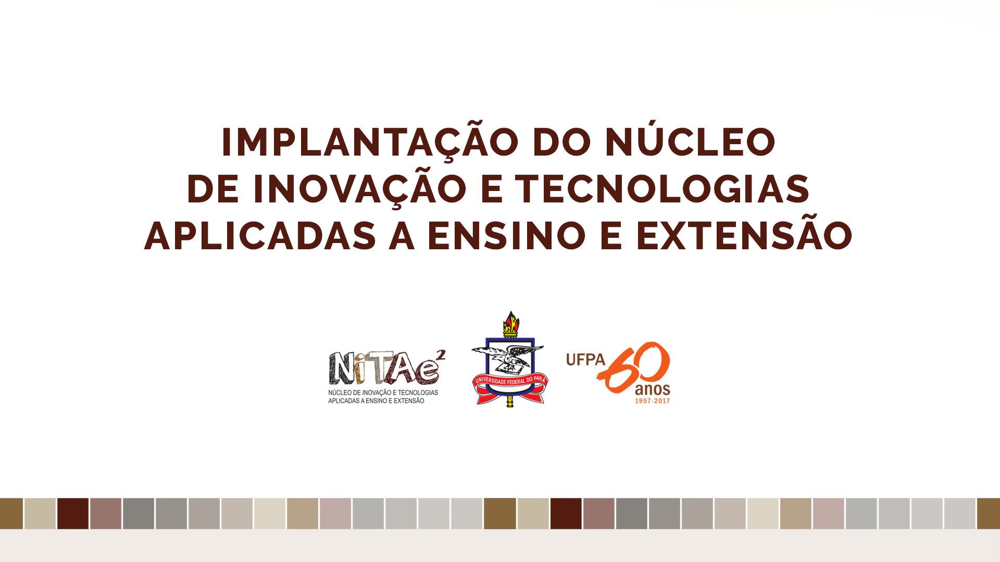 IMPLANTAÇÃO DO NÚCLEO
DE INOVAÇÃO E TECNOLOGIAS
APLICADAS A ENSINO E EXTENSÃO
NiTAe²
NÚCLEO DE INOVAÇÃO E TECNOLOGIAS
APLICADAS A ENSINO E EXTENSÃO
UNIVERSIDADE FEDERAL DO PARÁ
UFPA 60
anos
1957-2017